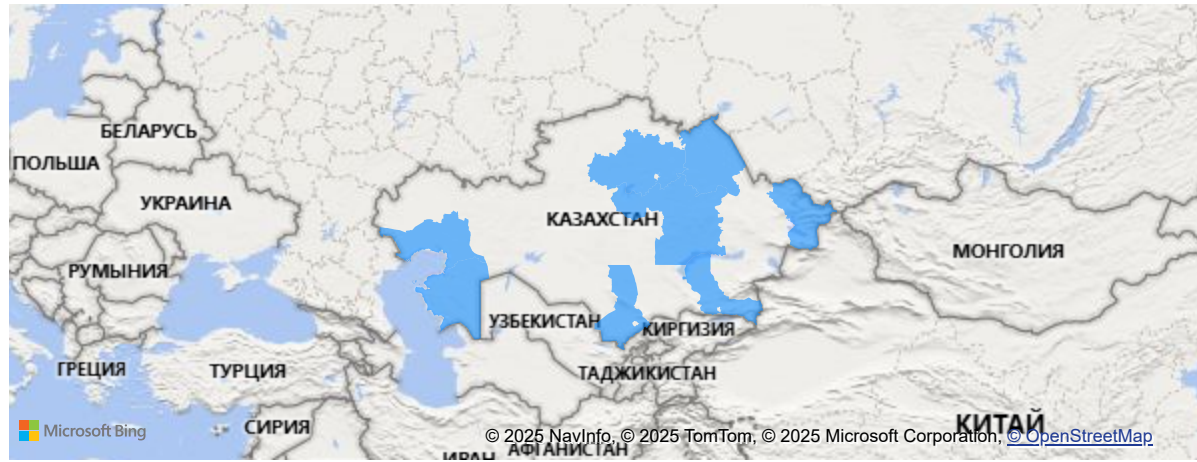 БЕЛАРУСЬ
ПОЛЬША
УКРАИНА
КАЗАХСТАН
МОНГОЛИЯ
РУМЫНИЯ
УЗБЕКИСТАН
КИРГИЗИЯ
ГРЕЦИЯ
ТУРЦИЯ
ТАДЖИКИСТАН
КИТАЙ
СИРИЯ
Microsoft Bing
© 2025 NavInfo, © 2025 TomTom, © 2025 Microsoft Corporation, © OpenStreetMap
АФГАНИСТАН
ИРАН